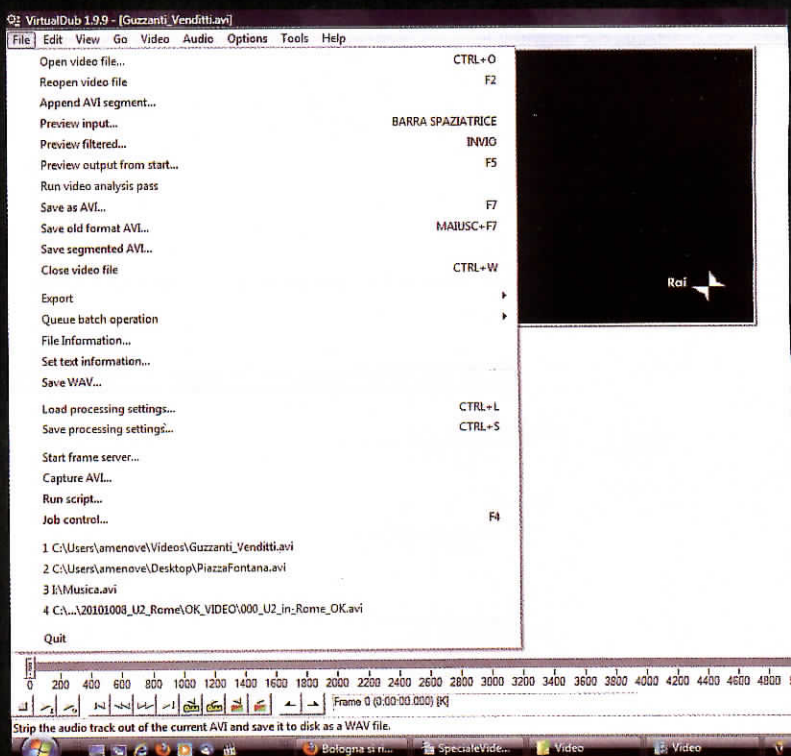 VirtualDub 1.9.9 - [Guzzanti_Venditti.avi]
File Edit View Go Video Audio Options Tools Help
Open video file... CTRL+O
Reopen video file F2
Append AVI segment...
Preview input... BARRA SPAZIATRICE
Preview filtered... INVIO
Preview output from start... F5
Run video analysis pass
Save as AVI... F7
Save old format AVI... MAIUSC+F7
Save segmented AVI...
Close video file CTRL+W
Rai
Export
Queue batch operation
File Information...
Set text information...
Save WAV...
Load processing settings... CTRL+L
Save processing settings... CTRL+S
Start frame server...
Capture AVI...
Run script...
Job control... F4
1 C:\Users\amenove\Videos\Guzzanti_Venditti.avi
2 C:\Users\amenove\Desktop\PiazzaFontana.avi
3 I:\Musica.avi
4 C:\...\20101008_U2_Rome\OK_VIDEO\000_U2_in_Rome_OK.avi
Quit
0 200 400 600 800 1000 1200 1400 1600 1800 2000 2200 2400 2600 2800 3000 3200 3400 3600 3800 4000 4200 4400 4600 4800
Frame 0 (0:00:00.000) [K]
Strip the audio track out of the current AVI and save it to disk as a WAV file.
Bologna si ri... SpecialeVide... Video Video